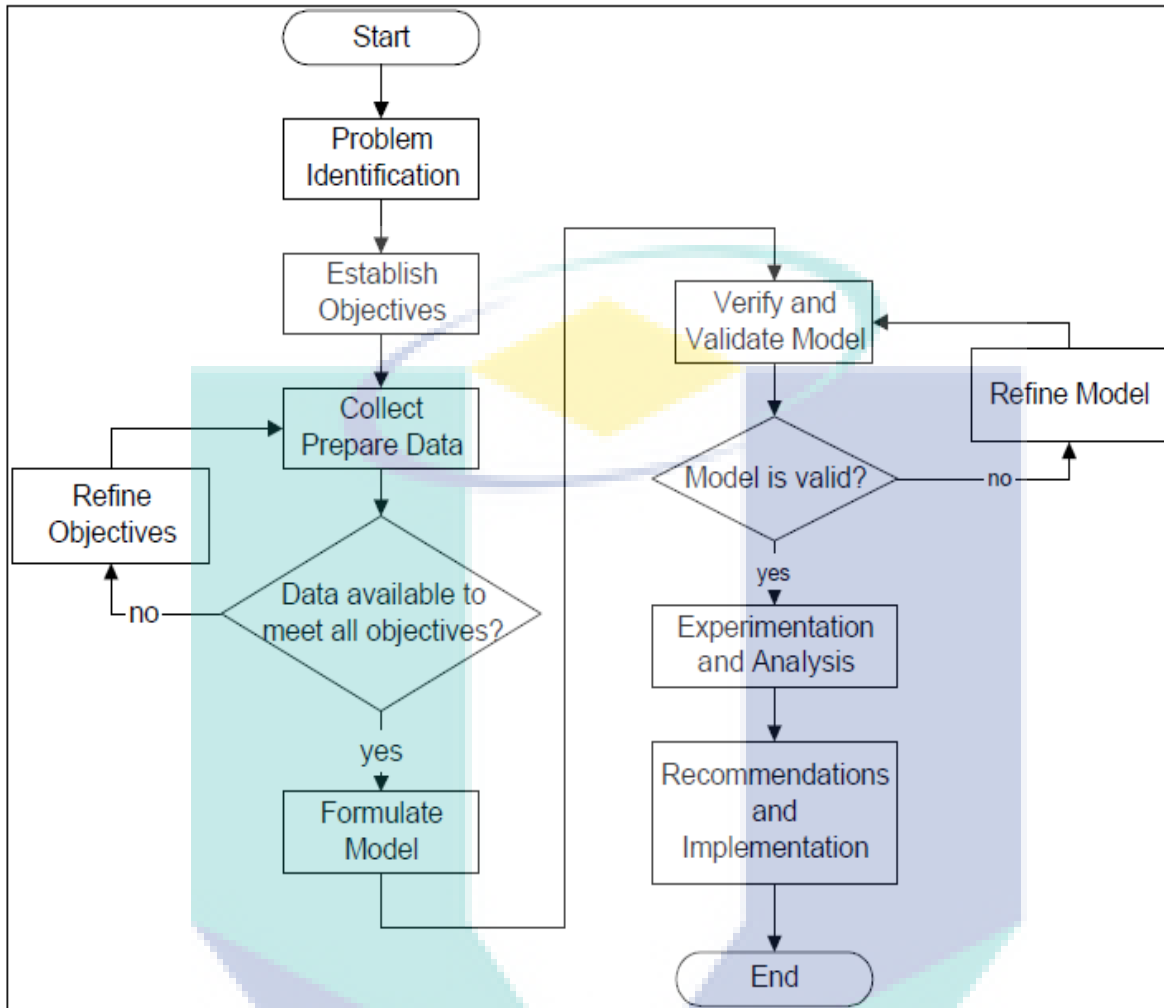 Start
Problem
Identification
Establish
Objectives
Collect
Prepare Data
Refine
Objectives
Data available to
meet all objectives?
no
yes
Formulate
Model
Verify and
Validate Model
Refine Model
Model is valid?
no
yes
Experimentation
and Analysis
Recommendations
and
Implementation
End